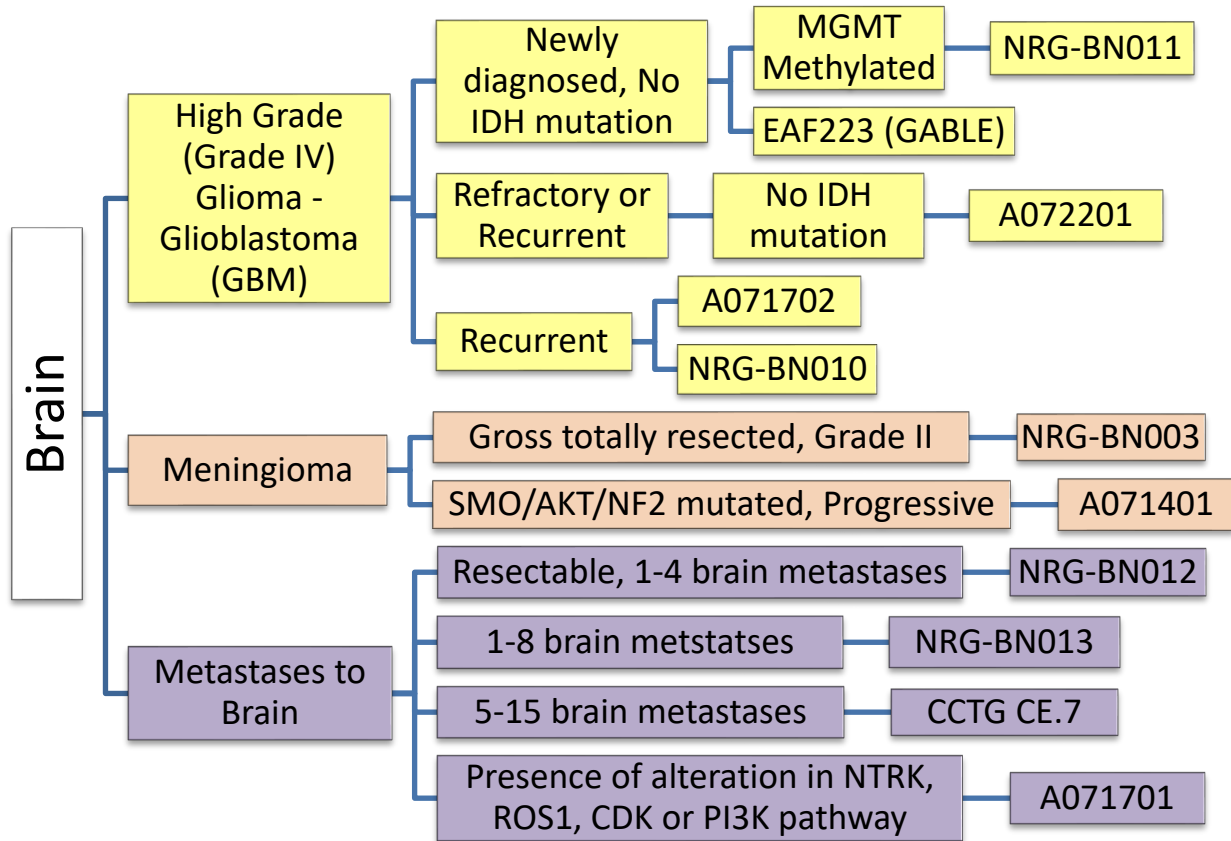 Brain
High Grade
(Grade IV)
Glioma -
Glioblastoma
(GBM)
Newly
diagnosed, No
IDH mutation
MGMT
Methylated
NRG-BN011
EAF223 (GABLE)
Refractory or
Recurrent
No IDH
mutation
A072201
Recurrent
A071702
NRG-BN010
Meningioma
Gross totally resected, Grade II
NRG-BN003
SMO/AKT/NF2 mutated, Progressive
A071401
Metastases to
Brain
Resectable, 1-4 brain metastases
NRG-BN012
1-8 brain metstatses
NRG-BN013
5-15 brain metastases
CCTG CE.7
Presence of alteration in NTRK,
ROS1, CDK or PI3K pathway
A071701